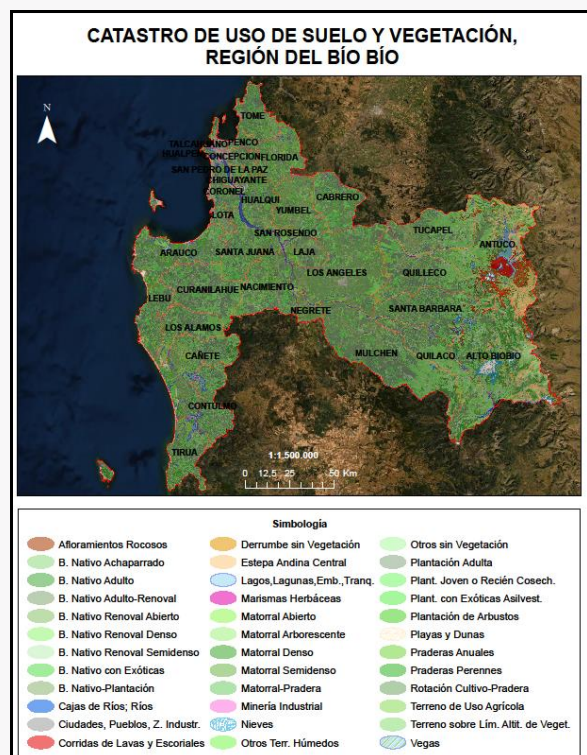 CATASTRO DE USO DE SUELO Y VEGETACIÓN,
REGIÓN DEL BÍO BÍO
N
TOME
TALCAHUANO PENCO
HUALPEN CONCEPCION FLORIDA
SAN PEDRO DE LA PAZ
CHIGUAYANTE
CORONEL
HUALQUI
CABRERO
LOTA
YUMBEL
SAN ROSENDO
TUCAPEL
ANTUCO
ARAUCO
SANTA JUANA
LAJA
LOS ANGELES
QUILLECO
CURANILAHUE
NACIMIENTO
LEBU
NEGRETE
SANTA BARBARA
LOS ALAMOS
CAÑETE
MULCHEN
QUILACO
ALTO BIOBIO
CONTULMO
TIRUA
1:1.500.000
0 12,5 25 50 Km
Simbología
Afloramientos Rocosos
B. Nativo Achaparrado
B. Nativo Adulto
B. Nativo Adulto-Renoval
B. Nativo Renoval Abierto
B. Nativo Renoval Denso
B. Nativo Renoval Semidenso
B. Nativo con Exóticas
B. Nativo-Plantación
Cajas de Ríos; Ríos
Ciudades, Pueblos, Z. Industr.
Corridas de Lavas y Escoriales
Derrumbe sin Vegetación
Estepa Andina Central
Lagos,Lagunas,Emb.,Tranq.
Marismas Herbáceas
Matorral Abierto
Matorral Arborescente
Matorral Denso
Matorral Semidenso
Matorral-Pradera
Minería Industrial
Nieves
Otros Terr. Húmedos
Otros sin Vegetación
Plantación Adulta
Plant. Joven o Recién Cosech.
Plant. con Exóticas Asilvest.
Plantación de Arbustos
Playas y Dunas
Praderas Anuales
Praderas Perennes
Rotación Cultivo-Pradera
Terreno de Uso Agrícola
Terreno sobre Lím. Altit. de Veget.
Vegas